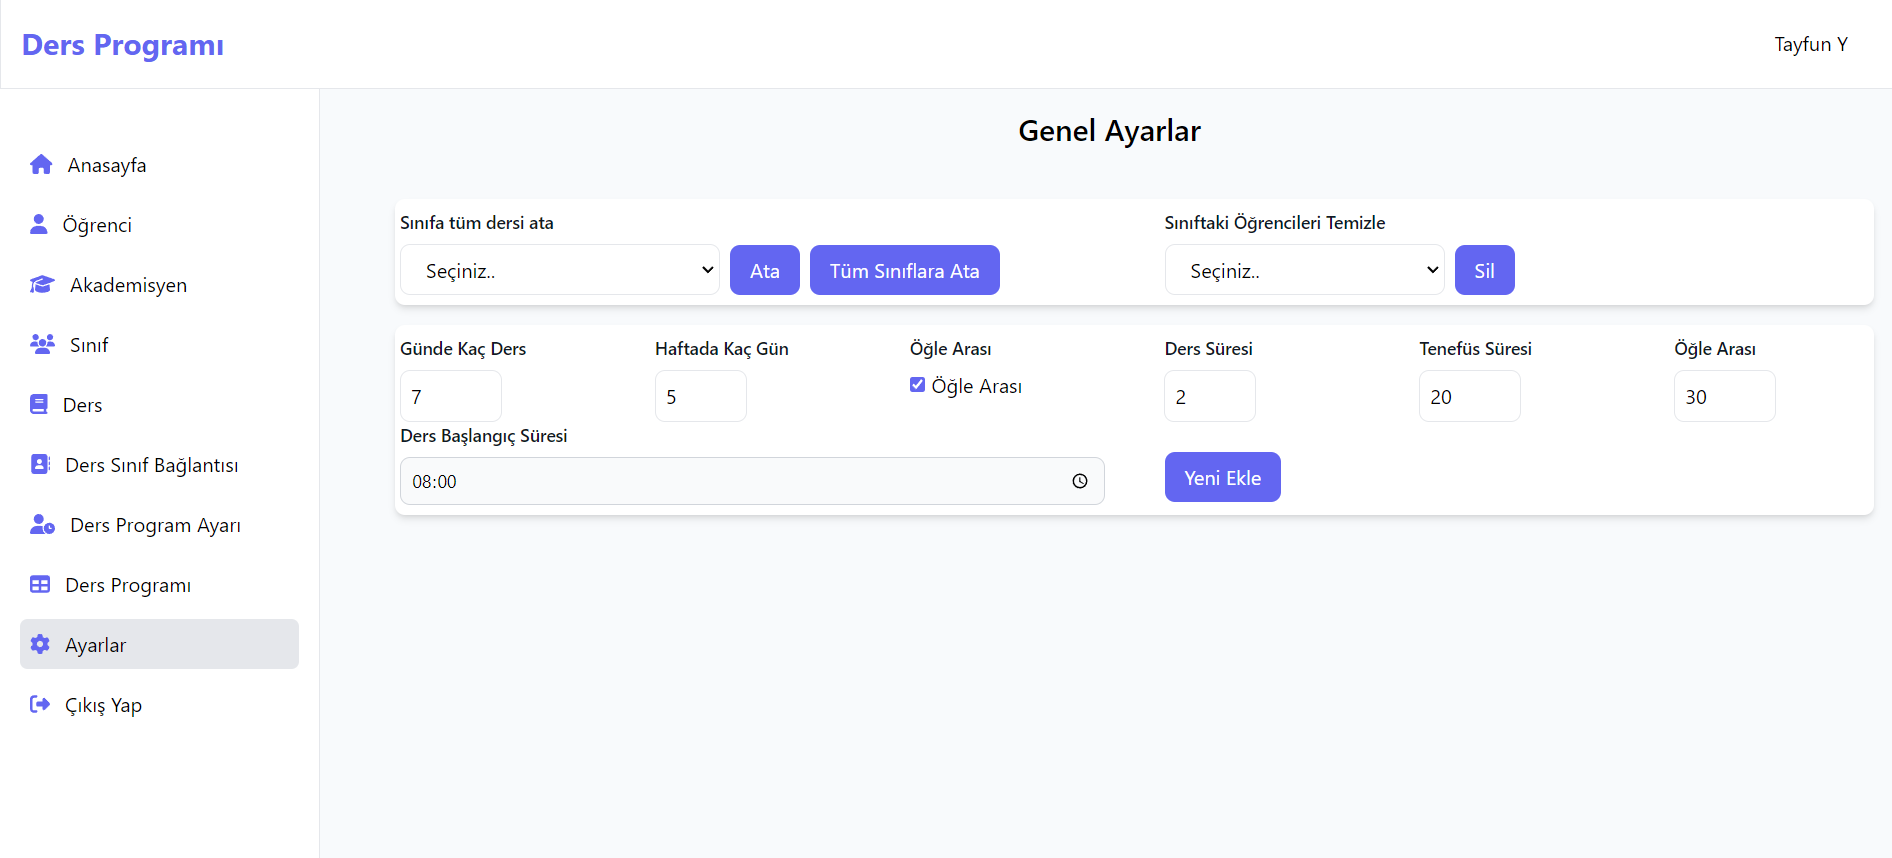 Ders Programı
Tayfun Y
Anasayfa
Öğrenci
Akademisyen
Sınıf
Ders
Ders Sınıf Bağlantısı
Ders Program Ayarı
Ders Programı
Ayarlar
Çıkış Yap
Genel Ayarlar
Sınıfa tüm dersi ata
Seçiniz..
Ata
Tüm Sınıflara Ata
Sınıftaki Öğrencileri Temizle
Seçiniz..
Sil
Günde Kaç Ders
7
Haftada Kaç Gün
5
Öğle Arası
Öğle Arası
Ders Süresi
2
Tenefüs Süresi
20
Öğle Arası
30
Ders Başlangıç Süresi
08:00
Yeni Ekle